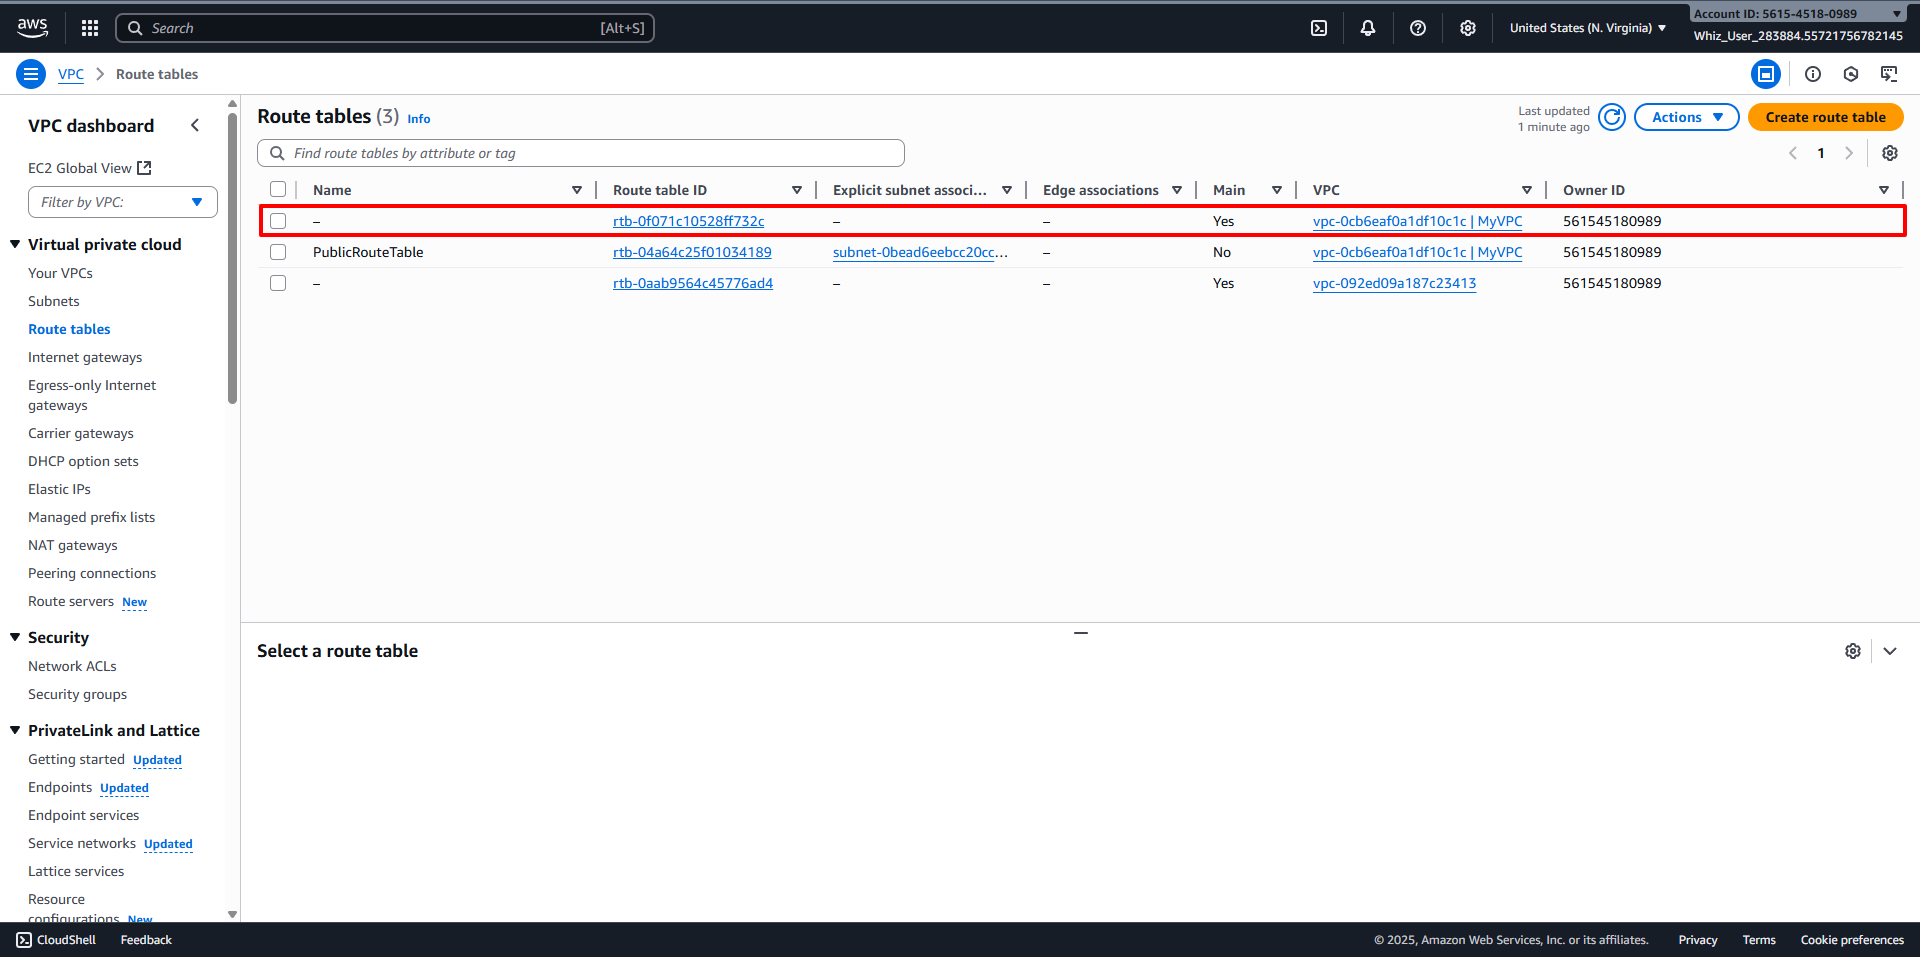 aws
Search [Alt+S]
United States (N. Virginia)
Account ID: 5615-4518-0989
Whiz_User_283884.55721756782145
VPC > Route tables
VPC dashboard
EC2 Global View
Filter by VPC:
Virtual private cloud
Your VPCs
Subnets
Route tables
Internet gateways
Egress-only Internet
gateways
Carrier gateways
DHCP option sets
Elastic IPs
Managed prefix lists
NAT gateways
Peering connections
Route servers New
Security
Network ACLs
Security groups
PrivateLink and Lattice
Getting started Updated
Endpoints Updated
Endpoint services
Service networks Updated
Lattice services
Resource
configurations New
Route tables (3) Info
Last updated
1 minute ago
Actions
Create route table
Find route tables by attribute or tag
1
Name Route table ID Explicit subnet associ... Edge associations Main VPC Owner ID
– rtb-0f071c10528ff732c – – Yes vpc-0cb6eaf0a1df10c1c | MyVPC 561545180989
PublicRouteTable rtb-04a64c25f01034189 subnet-0bead6eebcc20cc... – No vpc-0cb6eaf0a1df10c1c | MyVPC 561545180989
– rtb-0aab9564c45776ad4 – – Yes vpc-092ed09a187c23413 561545180989
Select a route table
CloudShell Feedback
© 2025, Amazon Web Services, Inc. or its affiliates. Privacy Terms Cookie preferences